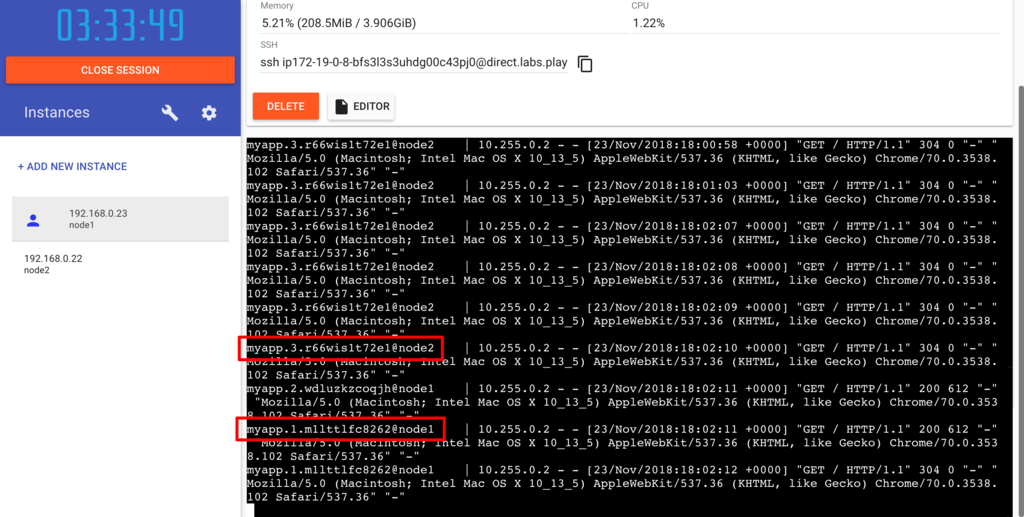 03:33:49
CLOSE SESSION
Instances
+ ADD NEW INSTANCE
192.168.0.23
node1
192.168.0.22
node2
Memory
5.21% (208.5MiB / 3.906GiB)
CPU
1.22%
SSH
ssh ip172-19-0-8-bfs3l3s3uhdg00c43pj0@direct.labs.play
DELETE
EDITOR
myapp.3.r66wis1t72e1@node2 | 10.255.0.2 - - [23/Nov/2018:18:00:58 +0000] "GET / HTTP/1.1" 304 0 "-" "
Mozilla/5.0 (Macintosh; Intel Mac OS X 10_13_5) AppleWebKit/537.36 (KHTML, like Gecko) Chrome/70.0.3538.
102 Safari/537.36" "-"
myapp.3.r66wis1t72e1@node2 | 10.255.0.2 - - [23/Nov/2018:18:01:03 +0000] "GET / HTTP/1.1" 304 0 "-" "
Mozilla/5.0 (Macintosh; Intel Mac OS X 10_13_5) AppleWebKit/537.36 (KHTML, like Gecko) Chrome/70.0.3538.
102 Safari/537.36" "-"
myapp.3.r66wis1t72e1@node2 | 10.255.0.2 - - [23/Nov/2018:18:02:07 +0000] "GET / HTTP/1.1" 304 0 "-" "
Mozilla/5.0 (Macintosh; Intel Mac OS X 10_13_5) AppleWebKit/537.36 (KHTML, like Gecko) Chrome/70.0.3538.
102 Safari/537.36" "-"
myapp.3.r66wis1t72e1@node2 | 10.255.0.2 - - [23/Nov/2018:18:02:08 +0000] "GET / HTTP/1.1" 304 0 "-" "
Mozilla/5.0 (Macintosh; Intel Mac OS X 10_13_5) AppleWebKit/537.36 (KHTML, like Gecko) Chrome/70.0.3538.
102 Safari/537.36" "-"
myapp.3.r66wis1t72e1@node2 | 10.255.0.2 - - [23/Nov/2018:18:02:09 +0000] "GET / HTTP/1.1" 304 0 "-" "
Mozilla/5.0 (Macintosh; Intel Mac OS X 10_13_5) AppleWebKit/537.36 (KHTML, like Gecko) Chrome/70.0.3538.
102 Safari/537.36" "-"
myapp.3.r66wis1t72e1@node2 | 10.255.0.2 - - [23/Nov/2018:18:02:10 +0000] "GET / HTTP/1.1" 304 0 "-" "
Mozilla/5.0 (Macintosh; Intel Mac OS X 10_13_5) AppleWebKit/537.36 (KHTML, like Gecko) Chrome/70.0.3538.
102 Safari/537.36" "-"
myapp.2.wdluzkzcoqjh@node1 | 10.255.0.2 - - [23/Nov/2018:18:02:11 +0000] "GET / HTTP/1.1" 200 612 "-"
"Mozilla/5.0 (Macintosh; Intel Mac OS X 10_13_5) AppleWebKit/537.36 (KHTML, like Gecko) Chrome/70.0.353
8.102 Safari/537.36" "-"
myapp.1.m1lttlfc8262@node1 | 10.255.0.2 - - [23/Nov/2018:18:02:11 +0000] "GET / HTTP/1.1" 200 612 "-"
"Mozilla/5.0 (Macintosh; Intel Mac OS X 10_13_5) AppleWebKit/537.36 (KHTML, like Gecko) Chrome/70.0.353
8.102 Safari/537.36" "-"
myapp.1.m1lttlfc8262@node1 | 10.255.0.2 - - [23/Nov/2018:18:02:12 +0000] "GET / HTTP/1.1" 304 0 "-" "
Mozilla/5.0 (Macintosh; Intel Mac OS X 10_13_5) AppleWebKit/537.36 (KHTML, like Gecko) Chrome/70.0.3538.
102 Safari/537.36" "-"